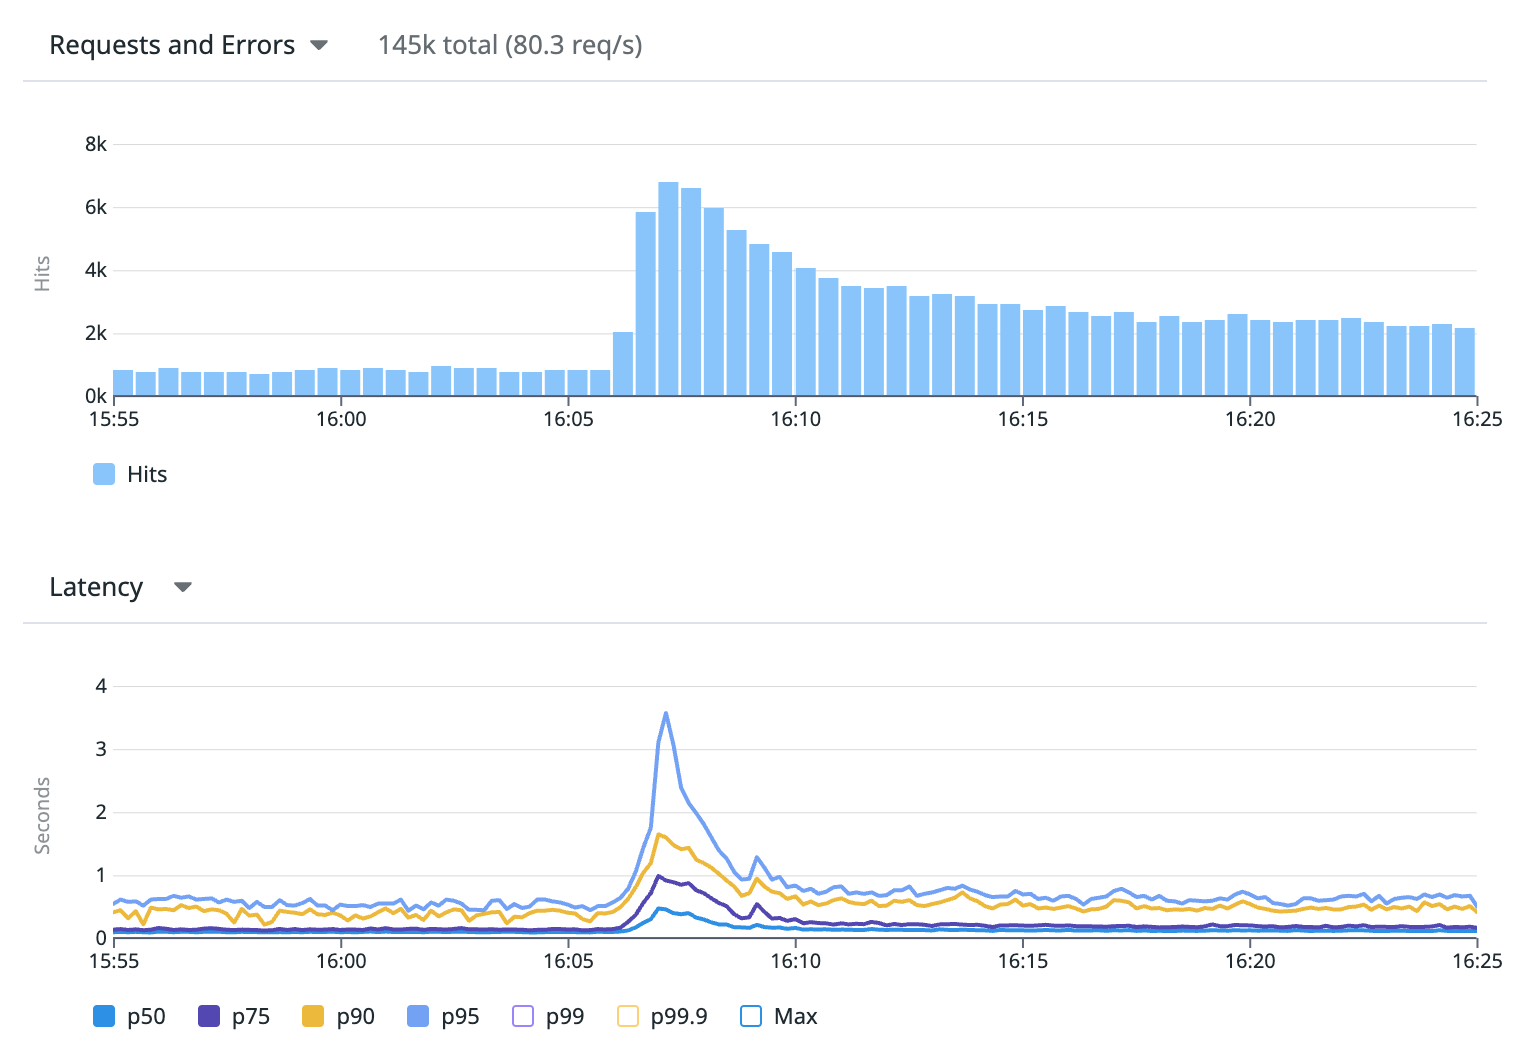 Requests and Errors 145k total (80.3 req/s)
8k
6k
4k
2k
0k
Hits
15:55 16:00 16:05 16:10 16:15 16:20 16:25
Hits
Latency
4
3
2
1
0
Seconds
15:55 16:00 16:05 16:10 16:15 16:20 16:25
p50 p75 p90 p95 p99 p99.9 Max